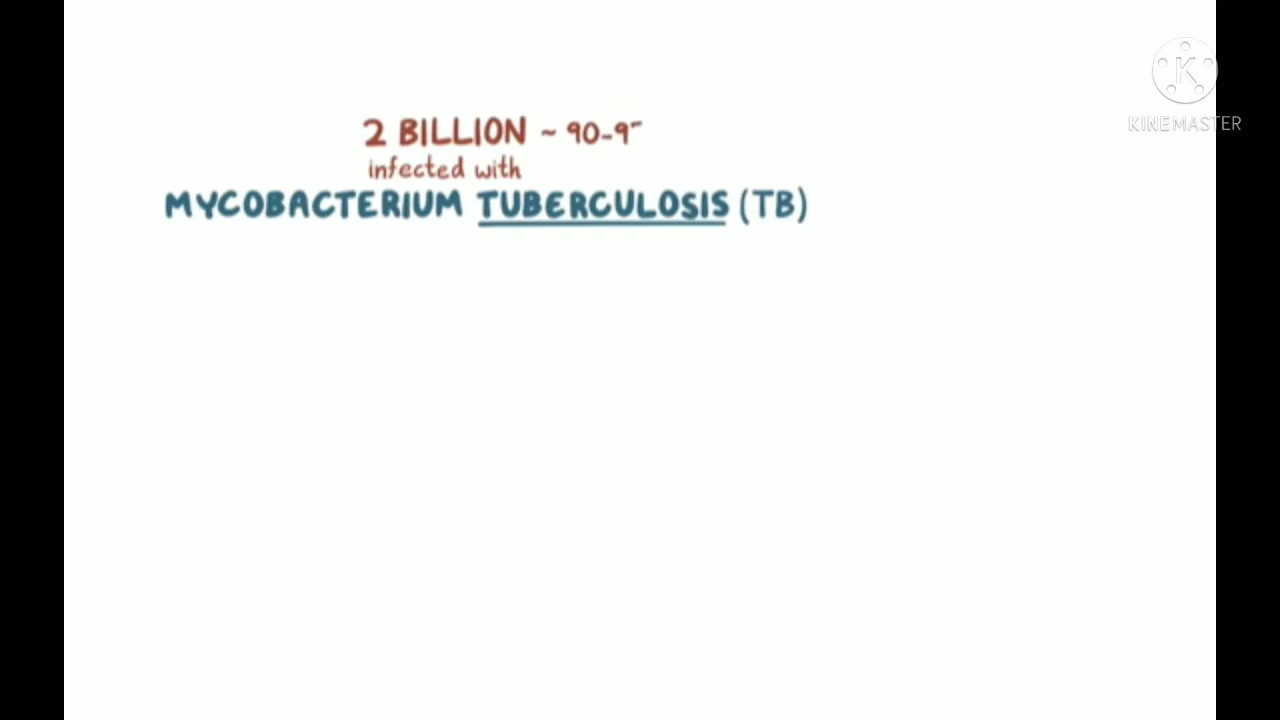 2 BILLION ~ 90-9
infected with
MYCOBACTERIUM TUBERCULOSIS (TB)
K
KINEMASTER